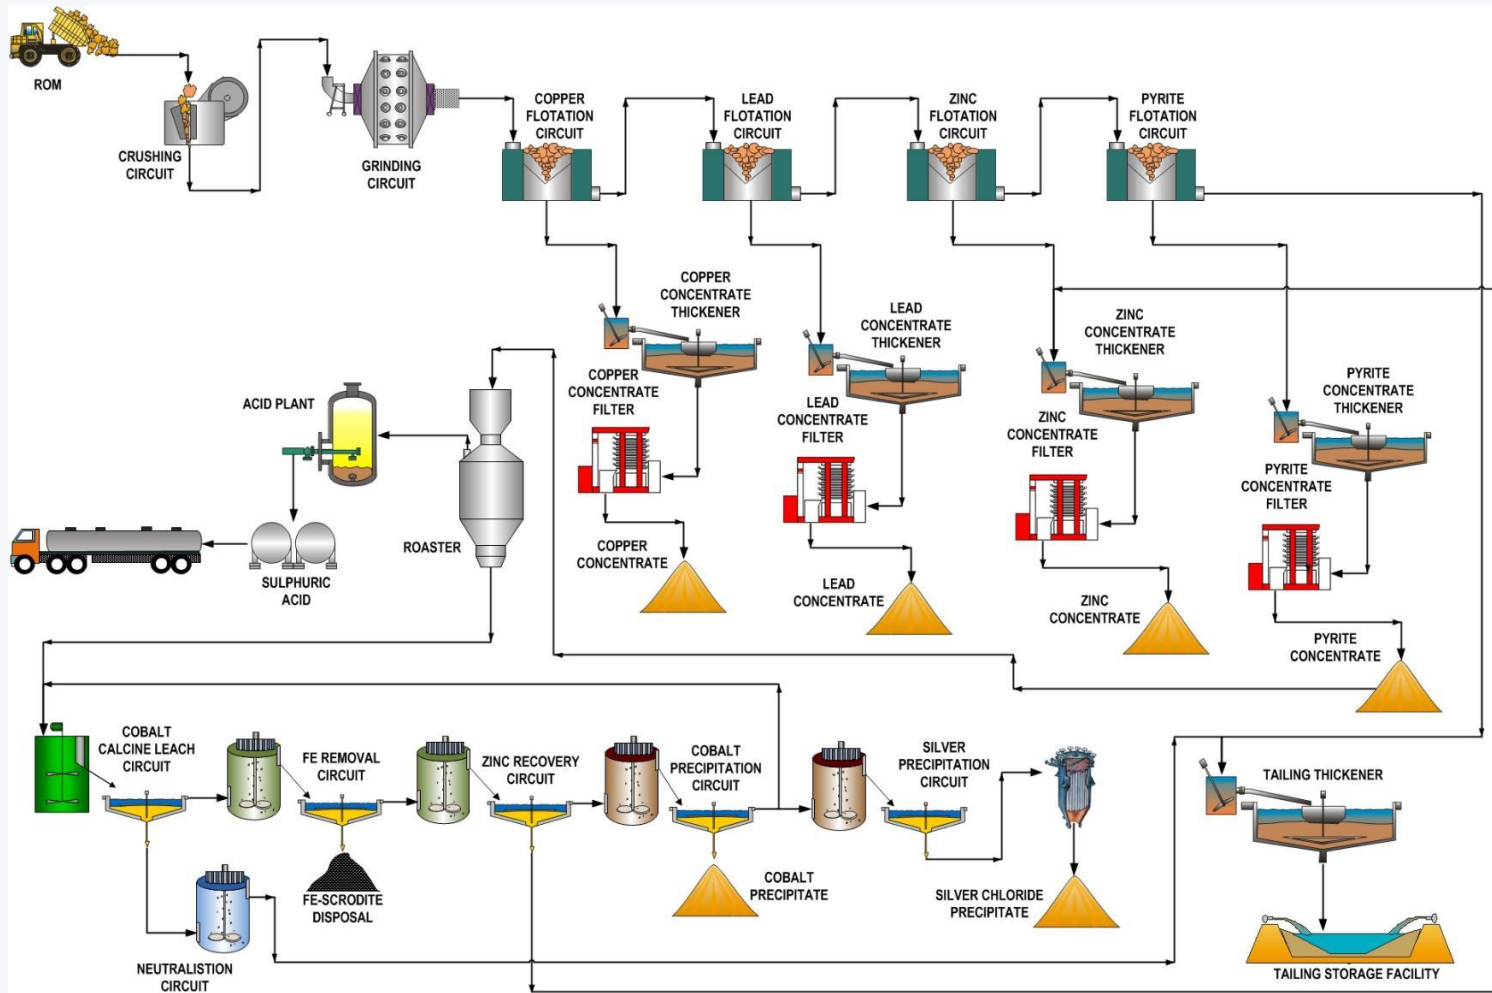 ROM
CRUSHING
CIRCUIT
GRINDING
CIRCUIT
COPPER
FLOTATION
CIRCUIT
LEAD
FLOTATION
CIRCUIT
ZINC
FLOTATION
CIRCUIT
PYRITE
FLOTATION
CIRCUIT
COPPER
CONCENTRATE
THICKENER
LEAD
CONCENTRATE
THICKENER
ZINC
CONCENTRATE
THICKENER
PYRITE
CONCENTRATE
THICKENER
COPPER
CONCENTRATE
FILTER
LEAD
CONCENTRATE
FILTER
ZINC
CONCENTRATE
FILTER
PYRITE
CONCENTRATE
FILTER
ACID PLANT
ROASTER
SULPHURIC
ACID
COPPER
CONCENTRATE
LEAD
CONCENTRATE
ZINC
CONCENTRATE
PYRITE
CONCENTRATE
COBALT
CALCINE LEACH
CIRCUIT
FE REMOVAL
CIRCUIT
ZINC RECOVERY
CIRCUIT
COBALT
PRECIPITATION
CIRCUIT
SILVER
PRECIPITATION
CIRCUIT
TAILING THICKENER
FE-SCRODITE
DISPOSAL
COBALT
PRECIPITATE
SILVER CHLORIDE
PRECIPITATE
NEUTRALISTION
CIRCUIT
TAILING STORAGE FACILITY